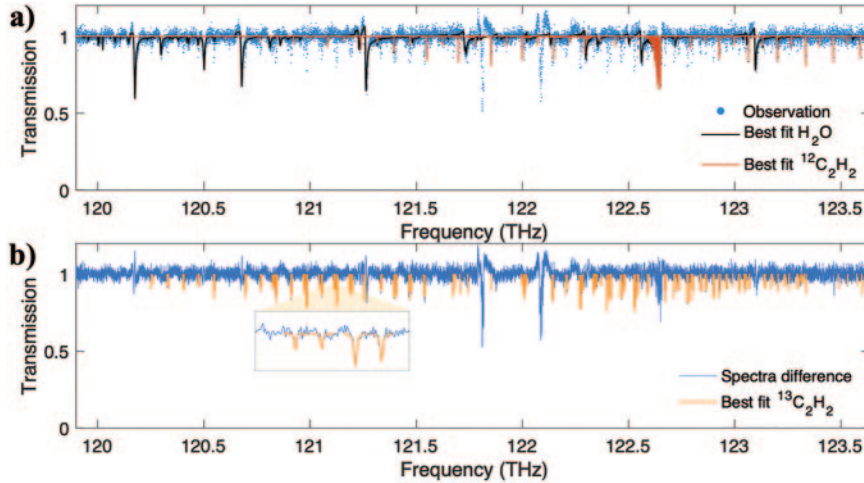 a)
1
0.5
0
Transmission
Observation
Best fit H₂O
Best fit ¹²C₂H₂
120 120.5 121 121.5 122 122.5 123 123.5
Frequency (THz)
b)
1
0.5
0
Transmission
Spectra difference
Best fit ¹³C₂H₂
120 120.5 121 121.5 122 122.5 123 123.5
Frequency (THz)